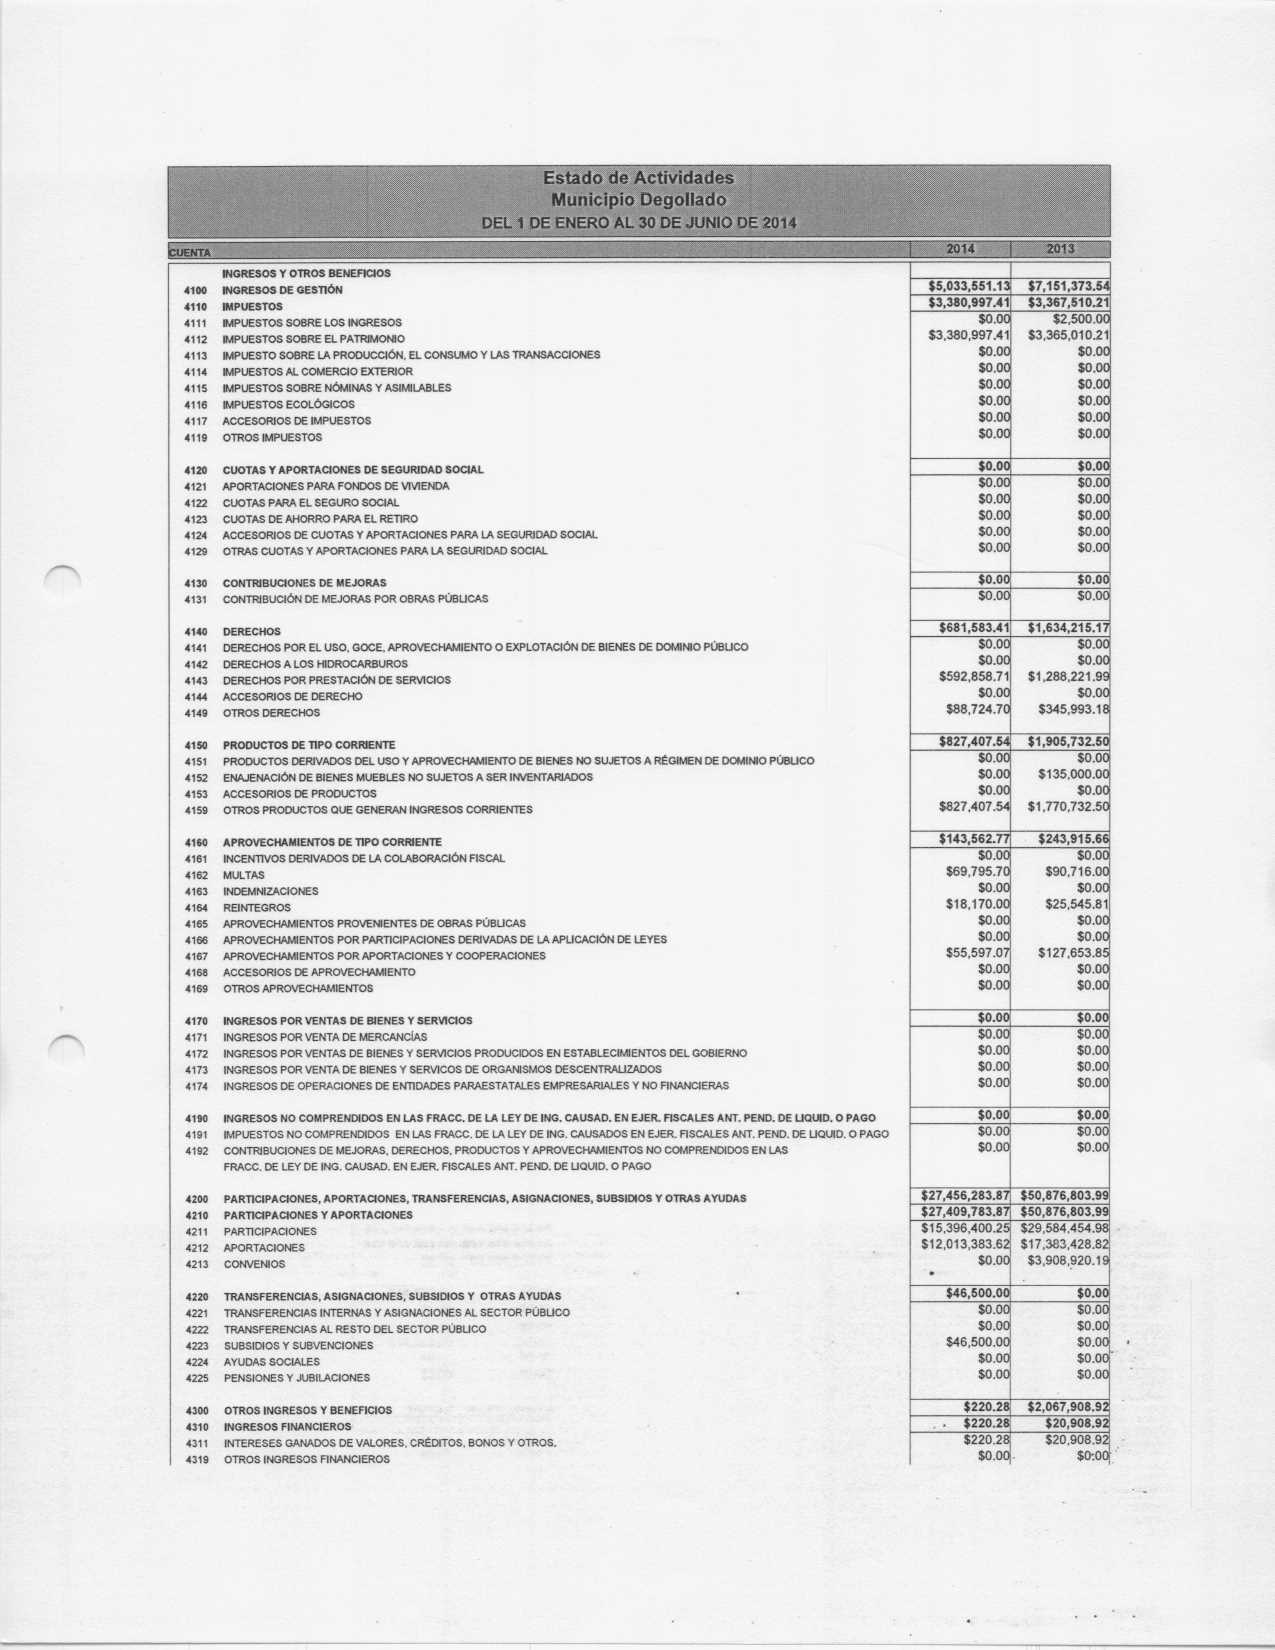 Estado de Actividades
Municipio Degollado
DEL 1 DE ENERO AL 30 DE JUNIO DE 2014
CUENTA 2014 2013
INGRESOS Y OTROS BENEFICIOS
4100 INGRESOS DE GESTIÓN $5,033,551.13 $7,151,373.54
4110 IMPUESTOS $3,380,997.41 $3,367,510.21
4111 IMPUESTOS SOBRE LOS INGRESOS $0.00 $2,500.00
4112 IMPUESTOS SOBRE EL PATRIMONIO $3,380,997.41 $3,365,010.21
4113 IMPUESTO SOBRE LA PRODUCCIÓN, EL CONSUMO Y LAS TRANSACCIONES $0.00 $0.00
4114 IMPUESTOS AL COMERCIO EXTERIOR $0.00 $0.00
4115 IMPUESTOS SOBRE NÓMINAS Y ASIMILABLES $0.00 $0.00
4116 IMPUESTOS ECOLÓGICOS $0.00 $0.00
4117 ACCESORIOS DE IMPUESTOS $0.00 $0.00
4119 OTROS IMPUESTOS $0.00 $0.00
4120 CUOTAS Y APORTACIONES DE SEGURIDAD SOCIAL $0.00 $0.00
4121 APORTACIONES PARA FONDOS DE VIVIENDA $0.00 $0.00
4122 CUOTAS PARA EL SEGURO SOCIAL $0.00 $0.00
4123 CUOTAS DE AHORRO PARA EL RETIRO $0.00 $0.00
4124 ACCESORIOS DE CUOTAS Y APORTACIONES PARA LA SEGURIDAD SOCIAL $0.00 $0.00
4129 OTRAS CUOTAS Y APORTACIONES PARA LA SEGURIDAD SOCIAL $0.00 $0.00
4130 CONTRIBUCIONES DE MEJORAS $0.00 $0.00
4131 CONTRIBUCIÓN DE MEJORAS POR OBRAS PÚBLICAS $0.00 $0.00
4140 DERECHOS $681,583.41 $1,634,215.17
4141 DERECHOS POR EL USO, GOCE, APROVECHAMIENTO O EXPLOTACIÓN DE BIENES DE DOMINIO PÚBLICO $0.00 $0.00
4142 DERECHOS A LOS HIDROCARBUROS $0.00 $0.00
4143 DERECHOS POR PRESTACIÓN DE SERVICIOS $592,858.71 $1,288,221.99
4144 ACCESORIOS DE DERECHO $0.00 $0.00
4149 OTROS DERECHOS $88,724.70 $345,993.18
4150 PRODUCTOS DE TIPO CORRIENTE $827,407.54 $1,905,732.50
4151 PRODUCTOS DERIVADOS DEL USO Y APROVECHAMIENTO DE BIENES NO SUJETOS A RÉGIMEN DE DOMINIO PÚBLICO $0.00 $0.00
4152 ENAJENACIÓN DE BIENES MUEBLES NO SUJETOS A SER INVENTARIADOS $0.00 $135,000.00
4153 ACCESORIOS DE PRODUCTOS $0.00 $0.00
4159 OTROS PRODUCTOS QUE GENERAN INGRESOS CORRIENTES $827,407.54 $1,770,732.50
4160 APROVECHAMIENTOS DE TIPO CORRIENTE $143,562.77 $243,915.66
4161 INCENTIVOS DERIVADOS DE LA COLABORACIÓN FISCAL $0.00 $0.00
4162 MULTAS $69,795.70 $90,716.00
4163 INDEMNIZACIONES $0.00 $0.00
4164 REINTEGROS $18,170.00 $25,545.81
4165 APROVECHAMIENTOS PROVENIENTES DE OBRAS PÚBLICAS $0.00 $0.00
4166 APROVECHAMIENTOS POR PARTICIPACIONES DERIVADAS DE LA APLICACIÓN DE LEYES $0.00 $0.00
4167 APROVECHAMIENTOS POR APORTACIONES Y COOPERACIONES $55,597.07 $127,653.85
4168 ACCESORIOS DE APROVECHAMIENTO $0.00 $0.00
4169 OTROS APROVECHAMIENTOS $0.00 $0.00
4170 INGRESOS POR VENTAS DE BIENES Y SERVICIOS $0.00 $0.00
4171 INGRESOS POR VENTA DE MERCANCÍAS $0.00 $0.00
4172 INGRESOS POR VENTAS DE BIENES Y SERVICIOS PRODUCIDOS EN ESTABLECIMIENTOS DEL GOBIERNO $0.00 $0.00
4173 INGRESOS POR VENTA DE BIENES Y SERVICOS DE ORGANISMOS DESCENTRALIZADOS $0.00 $0.00
4174 INGRESOS DE OPERACIONES DE ENTIDADES PARAESTATALES EMPRESARIALES Y NO FINANCIERAS $0.00 $0.00
4190 INGRESOS NO COMPRENDIDOS EN LAS FRACC. DE LA LEY DE ING. CAUSAD. EN EJER. FISCALES ANT. PEND. DE LIQUID. O PAGO $0.00 $0.00
4191 IMPUESTOS NO COMPRENDIDOS EN LAS FRACC. DE LA LEY DE ING. CAUSADOS EN EJER. FISCALES ANT. PEND. DE LIQUID. O PAGO $0.00 $0.00
4192 CONTRIBUCIONES DE MEJORAS, DERECHOS, PRODUCTOS Y APROVECHAMIENTOS NO COMPRENDIDOS EN LAS $0.00 $0.00
FRACC. DE LEY DE ING. CAUSAD. EN EJER. FISCALES ANT. PEND. DE LIQUID. O PAGO
4200 PARTICIPACIONES, APORTACIONES, TRANSFERENCIAS, ASIGNACIONES, SUBSIDIOS Y OTRAS AYUDAS $27,456,283.87 $50,876,803.99
4210 PARTICIPACIONES Y APORTACIONES $27,409,783.87 $50,876,803.99
4211 PARTICIPACIONES $15,396,400.25 $29,584,454.98
4212 APORTACIONES $12,013,383.62 $17,383,428.82
4213 CONVENIOS $0.00 $3,908,920.19
4220 TRANSFERENCIAS, ASIGNACIONES, SUBSIDIOS Y OTRAS AYUDAS $46,500.00 $0.00
4221 TRANSFERENCIAS INTERNAS Y ASIGNACIONES AL SECTOR PÚBLICO $0.00 $0.00
4222 TRANSFERENCIAS AL RESTO DEL SECTOR PÚBLICO $0.00 $0.00
4223 SUBSIDIOS Y SUBVENCIONES $46,500.00 $0.00
4224 AYUDAS SOCIALES $0.00 $0.00
4225 PENSIONES Y JUBILACIONES $0.00 $0.00
4300 OTROS INGRESOS Y BENEFICIOS $220.28 $2,067,908.92
4310 INGRESOS FINANCIEROS $220.28 $20,908.92
4311 INTERESES GANADOS DE VALORES, CRÉDITOS, BONOS Y OTROS. $220.28 $20,908.92
4319 OTROS INGRESOS FINANCIEROS $0.00 $0.00